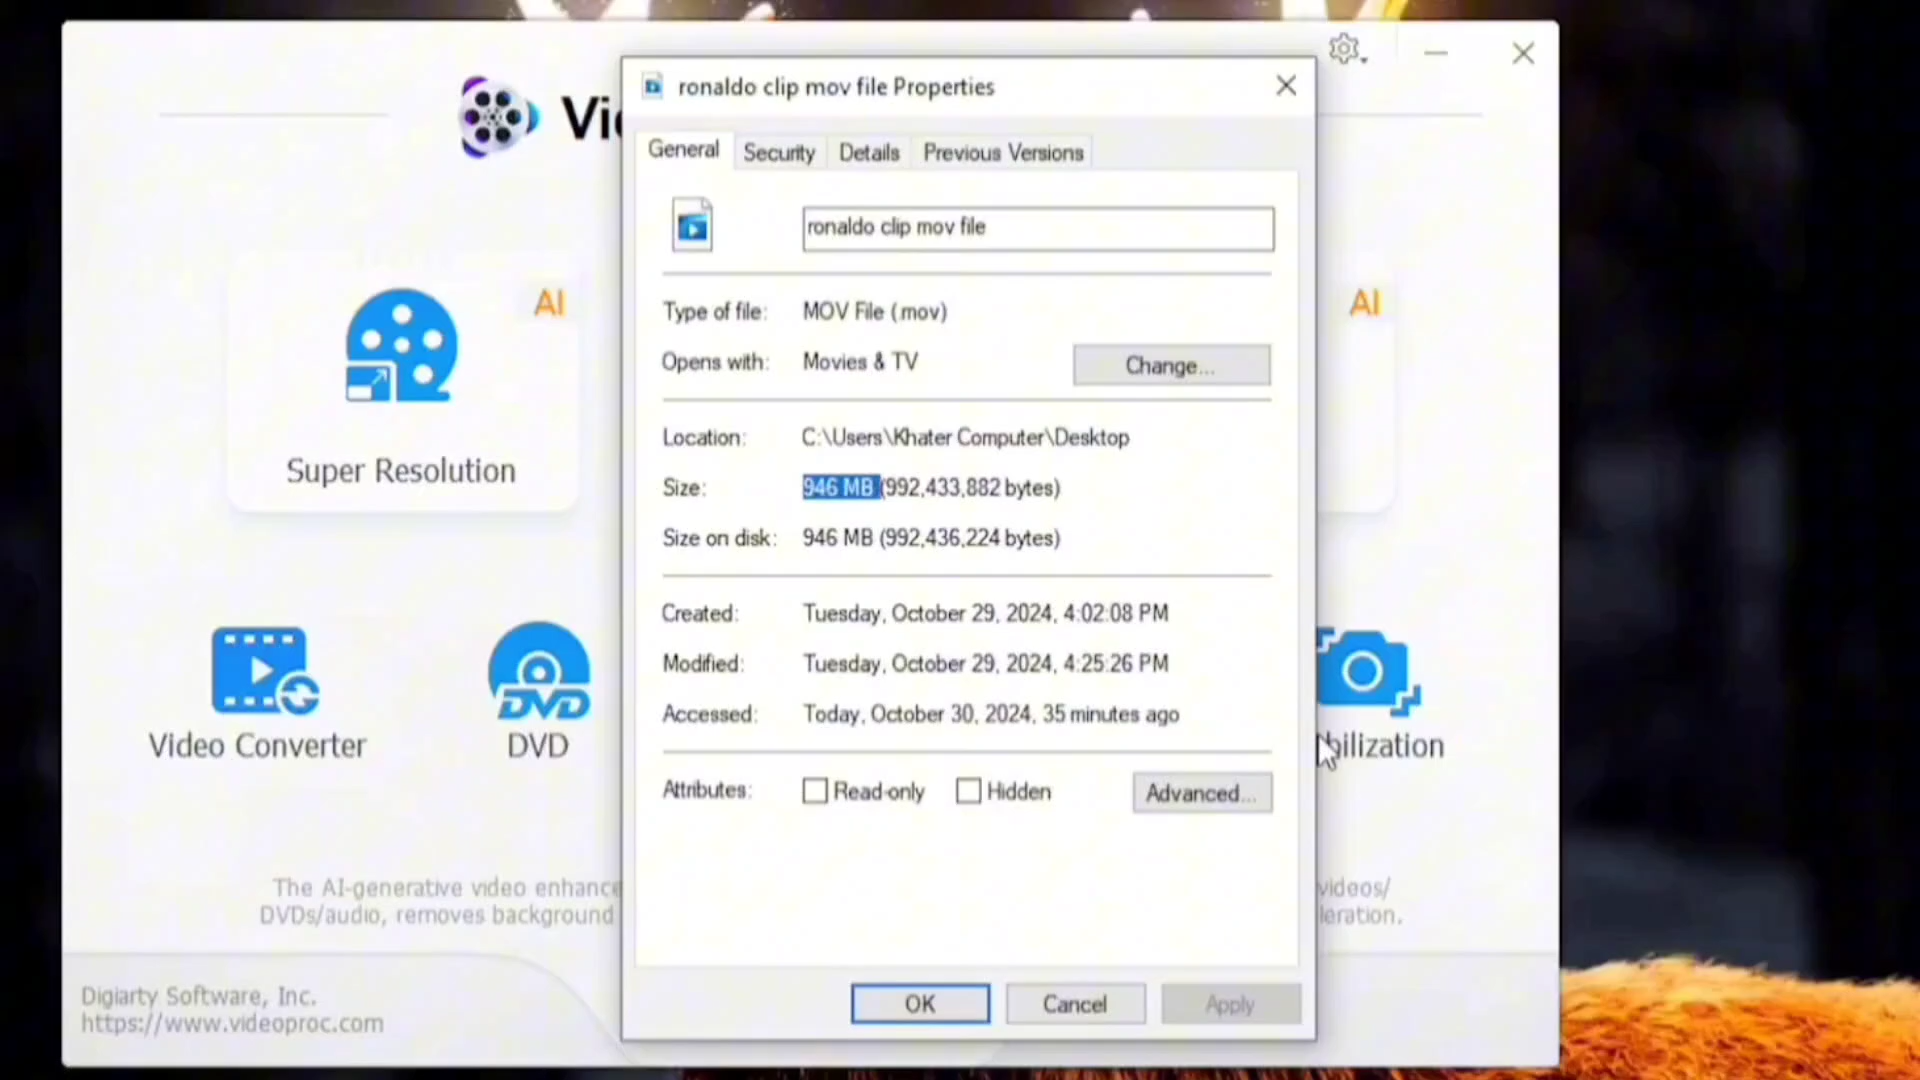 ronaldo clip mov file Properties
Vi
General Security Details Previous Versions
ronaldo clip mov file
AI
AI
Type of file: MOV File (.mov)
Opens with: Movies & TV Change...
Location: C:\Users\Khater Computer\Desktop
Super Resolution
Size: 946 MB (992,433,882 bytes)
Size on disk: 946 MB (992,436,224 bytes)
Created: Tuesday, October 29, 2024, 4:02:08 PM
Modified: Tuesday, October 29, 2024, 4:25:26 PM
Accessed: Today, October 30, 2024, 35 minutes ago
DVD
Video Converter
DVD
bilization
Attributes: Read-only Hidden Advanced...
The AI-generative video enhance
videos/
DVDs/audio, removes background
leration.
OK Cancel Apply
Digiarty Software, Inc.
https://www.videoproc.com